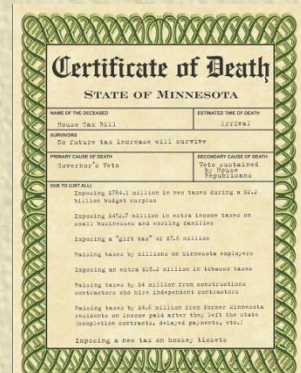 Certificate of Death
STATE OF MINNESOTA
NAME OF THE DECEASED
House Tax Bill
ESTIMATED TIME OF DEATH
Arrival
SURVIVORS
No future tax increase will survive
PRIMARY CAUSE OF DEATH
Governor's Veto
SECONDARY CAUSE OF DEATH
Veto sustained
by House
Republicans
DUE TO (LIST ALL)
Imposing $764.1 million in new taxes during a $2.2
billion budget surplus
Imposing $452.7 million in extra income taxes on
small businesses and working families
Imposing a "gift tax" of $7.6 million
Raising taxes by millions on Minnesota employers
Imposing an extra $18.2 million in tobacco taxes
Raising taxes by $4 million from constructions
contractors who hire independent contractors
Raising taxes by $4.6 million from former Minnesota
residents on income paid after they left the State
(completion contracts, delayed payments, etc.)
Imposing a new tax on hockey tickets